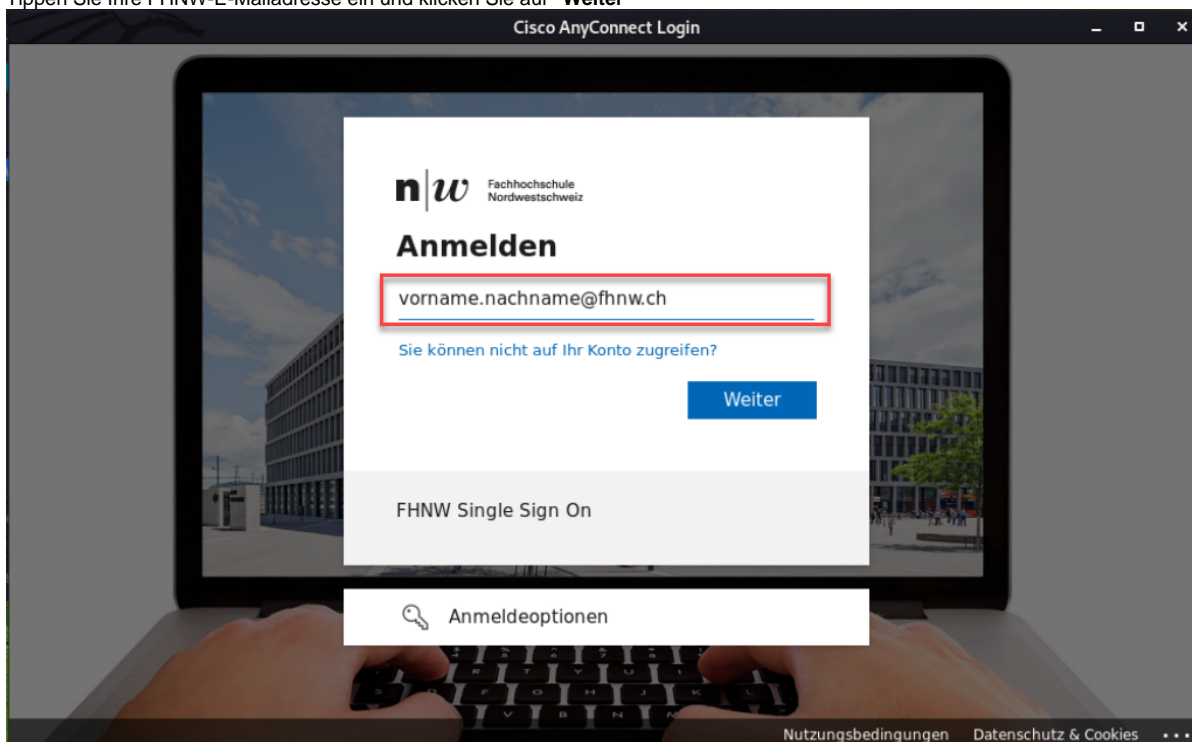 Tippen Sie Ihre FHNW-E-Mailadresse ein und klicken Sie auf "Weiter"
Cisco AnyConnect Login
n|w Fachhochschule
Nordwestschweiz
Anmelden
vorname.nachname@fhnw.ch
Sie können nicht auf Ihr Konto zugreifen?
Weiter
FHNW Single Sign On
Anmeldeoptionen
Nutzungsbedingungen Datenschutz & Cookies ...